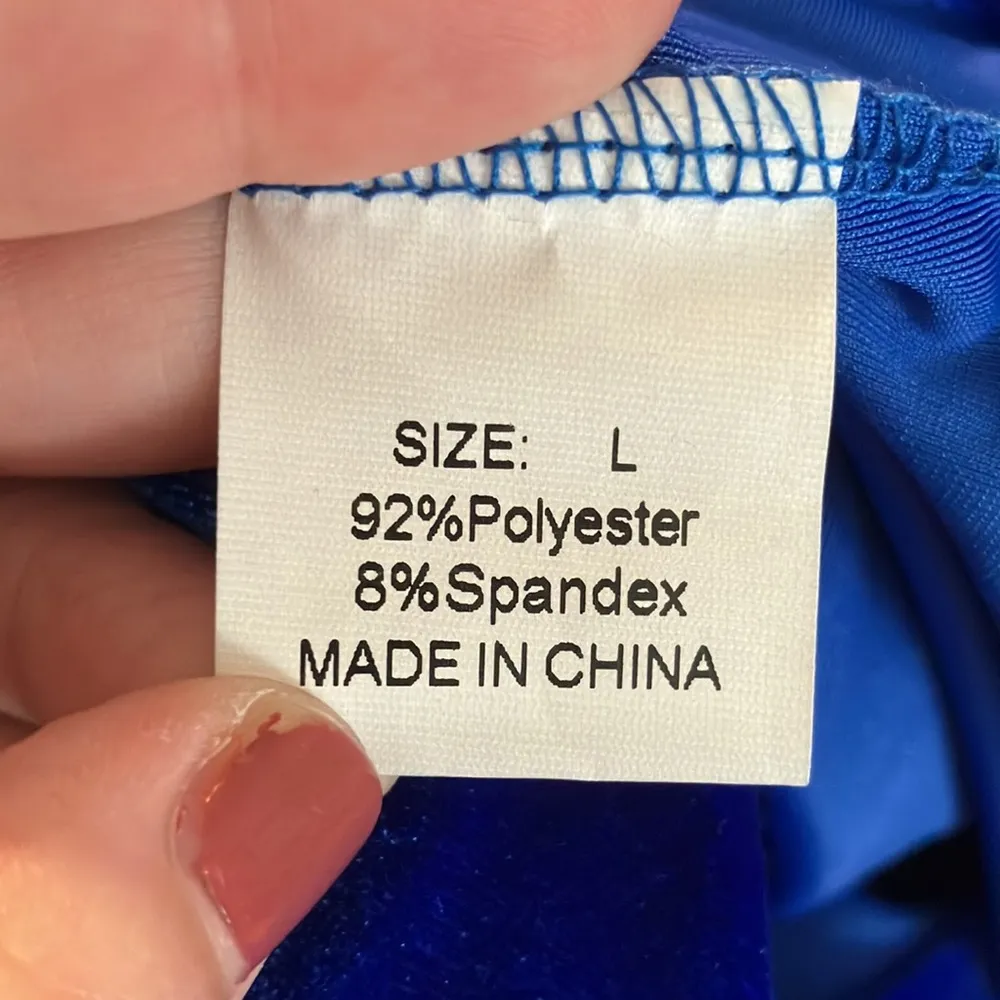 SIZE: L
92%Polyester
8%Spandex
MADE IN CHINA